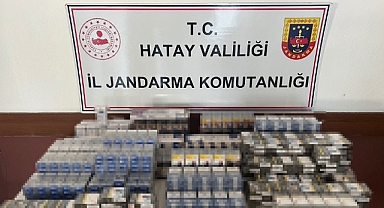 T.C.
HATAY VALİLİĞİ
İL JANDARMA KOMUTANLIĞI